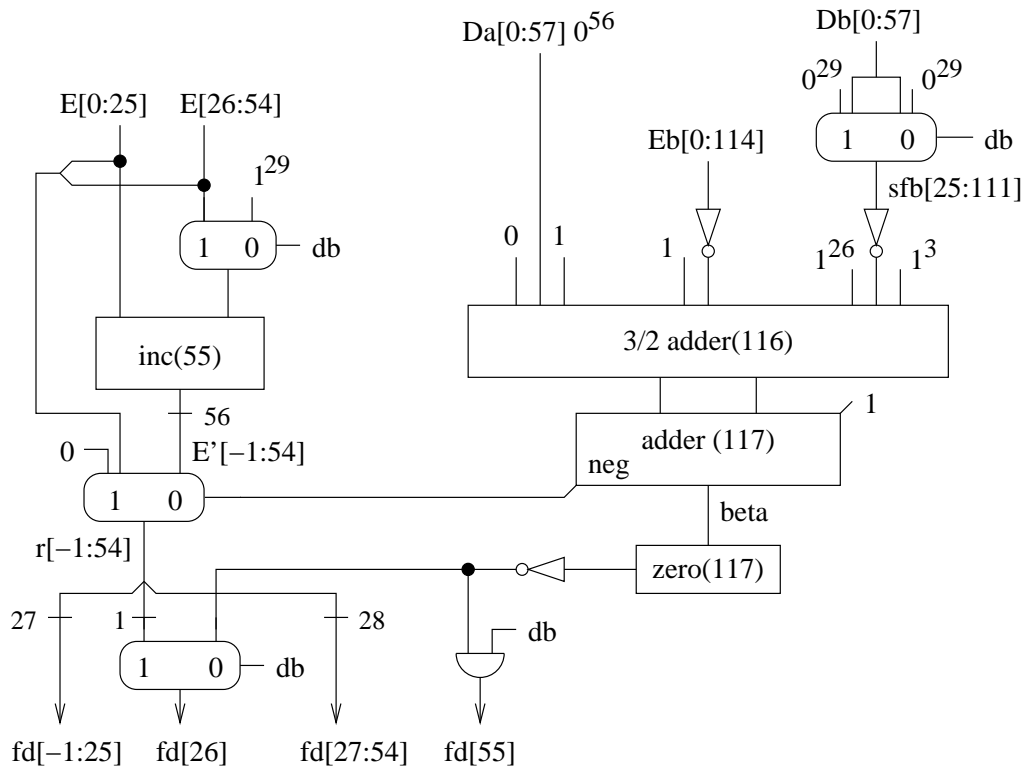 Da[0:57] 0^56
Db[0:57]
0^29 0^29
E[0:25] E[26:54]
1 0 db
Eb[0:114]
1^29
sfb[25:111]
1 0 db
0 1 1 1^26 1^3
3/2 adder(116)
inc(55)
56
1
adder (117)
neg
0 E'[−1:54]
1 0
beta
r[−1:54]
zero(117)
27 1 28
db
1 0 db
fd[−1:25] fd[26] fd[27:54] fd[55]